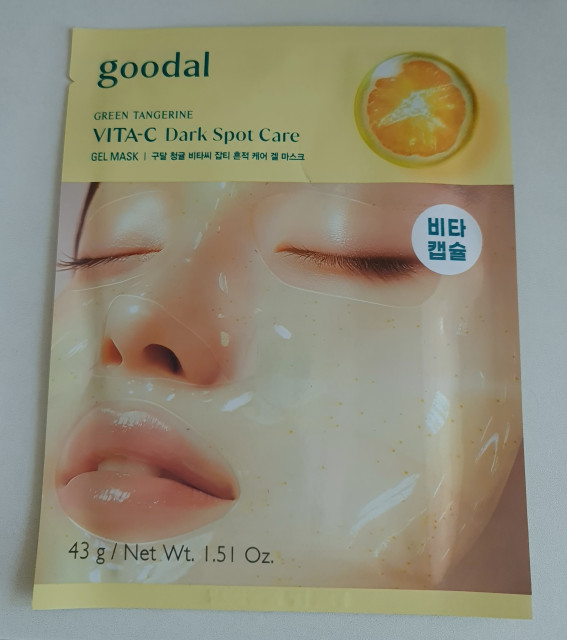 goodal
GREEN TANGERINE
VITA-C Dark Spot Care
GEL MASK | 구달 청귤 비타씨 잡티 흔적 케어 겔 마스크
비타
캡슐
43 g / Net Wt. 1.51 Oz.